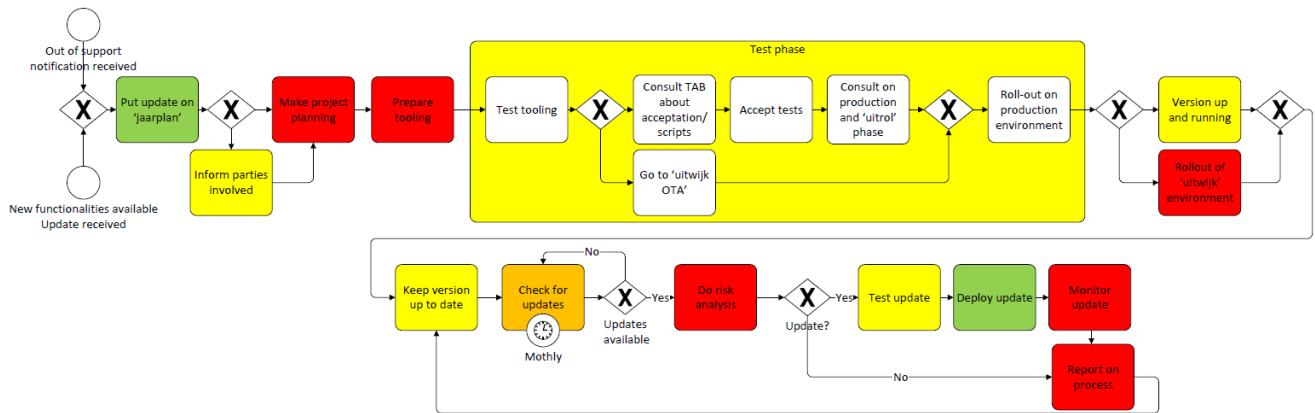 Out of support
notification received
X
Put update on
'jaarplan'
X
Make project
planning
Prepare
tooling
Inform parties
involved
New functionalities available
Update received
Test phase
Test tooling
X
Consult TAB
about
acceptation/
scripts
Accept tests
Consult on
production
and 'uitrol'
phase
X
Roll-out on
production
environment
Go to 'uitwijk
OTA'
X
Version up
and running
X
Rollout of
'uitwijk'
environment
Keep version
up to date
No
Check for
updates
Mothly
X
Yes
Updates
available
Do risk
analysis
X
Yes
Update?
Test update
Deploy update
Monitor
update
No
Report on
process